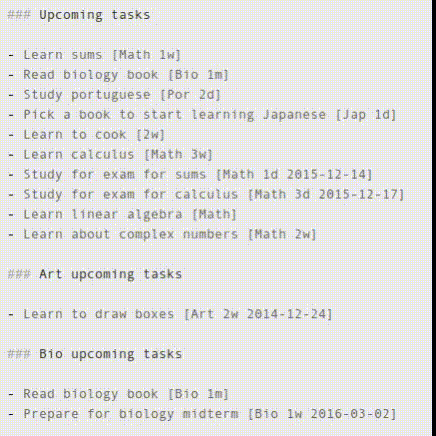 ### Upcoming tasks
- Learn sums [Math 1w]
- Read biology book [Bio 1m]
- Study portuguese [Por 2d]
- Pick a book to start learning Japanese [Jap 1d]
- Learn to cook [2w]
- Learn calculus [Math 3w]
- Study for exam for sums [Math 1d 2015-12-14]
- Study for exam for calculus [Math 3d 2015-12-17]
- Learn linear algebra [Math]
- Learn about complex numbers [Math 2w]
### Art upcoming tasks
- Learn to draw boxes [Art 2w 2014-12-24]
### Bio upcoming tasks
- Read biology book [Bio 1m]
- Prepare for biology midterm [Bio 1w 2016-03-02]